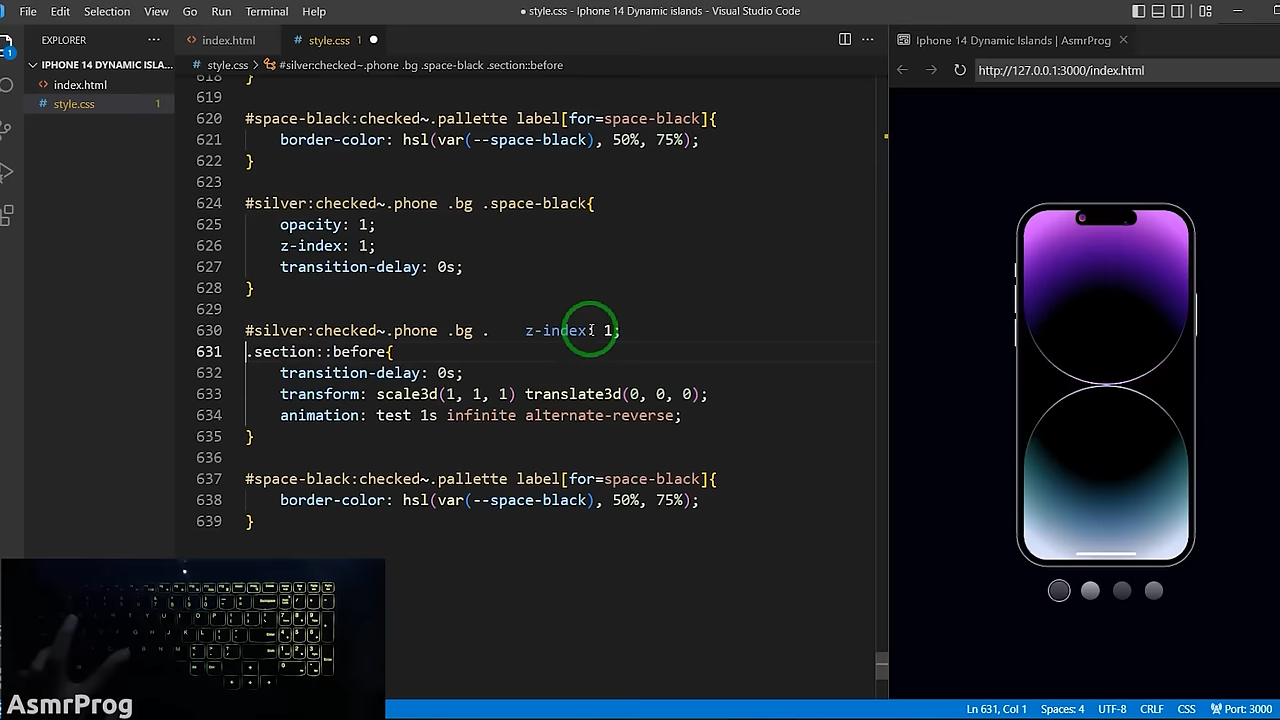 File Edit Selection View Go Run Terminal Help
● style.css - Iphone 14 Dynamic islands - Visual Studio Code
EXPLORER ···
index.html
# style.css 1 ●
Iphone 14 Dynamic Islands | AsmrProg
IPHONE 14 DYNAMIC ISLA...
# style.css > #silver:checked~.phone .bg .space-black .section::before
http://127.0.0.1:3000/index.html
index.html
# style.css 1
1
618 }
619
620 #space-black:checked~.pallette label[for=space-black]{
621 border-color: hsl(var(--space-black), 50%, 75%);
622 }
623
624 #silver:checked~.phone .bg .space-black{
625 opacity: 1;
626 z-index: 1;
627 transition-delay: 0s;
628 }
629
630 #silver:checked~.phone .bg . z-index: 1;
631 .section::before{
632 transition-delay: 0s;
633 transform: scale3d(1, 1, 1) translate3d(0, 0, 0);
634 animation: test 1s infinite alternate-reverse;
635 }
636
637 #space-black:checked~.pallette label[for=space-black]{
638 border-color: hsl(var(--space-black), 50%, 75%);
639 }
AsmrProg
Ln 631, Col 1 Spaces: 4 UTF-8 CRLF CSS Port: 3000